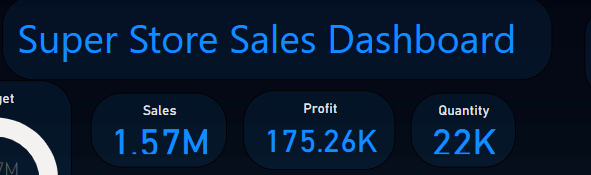 Super Store Sales Dashboard
Sales
Profit
Quantity
1.57M
175.26K
22K